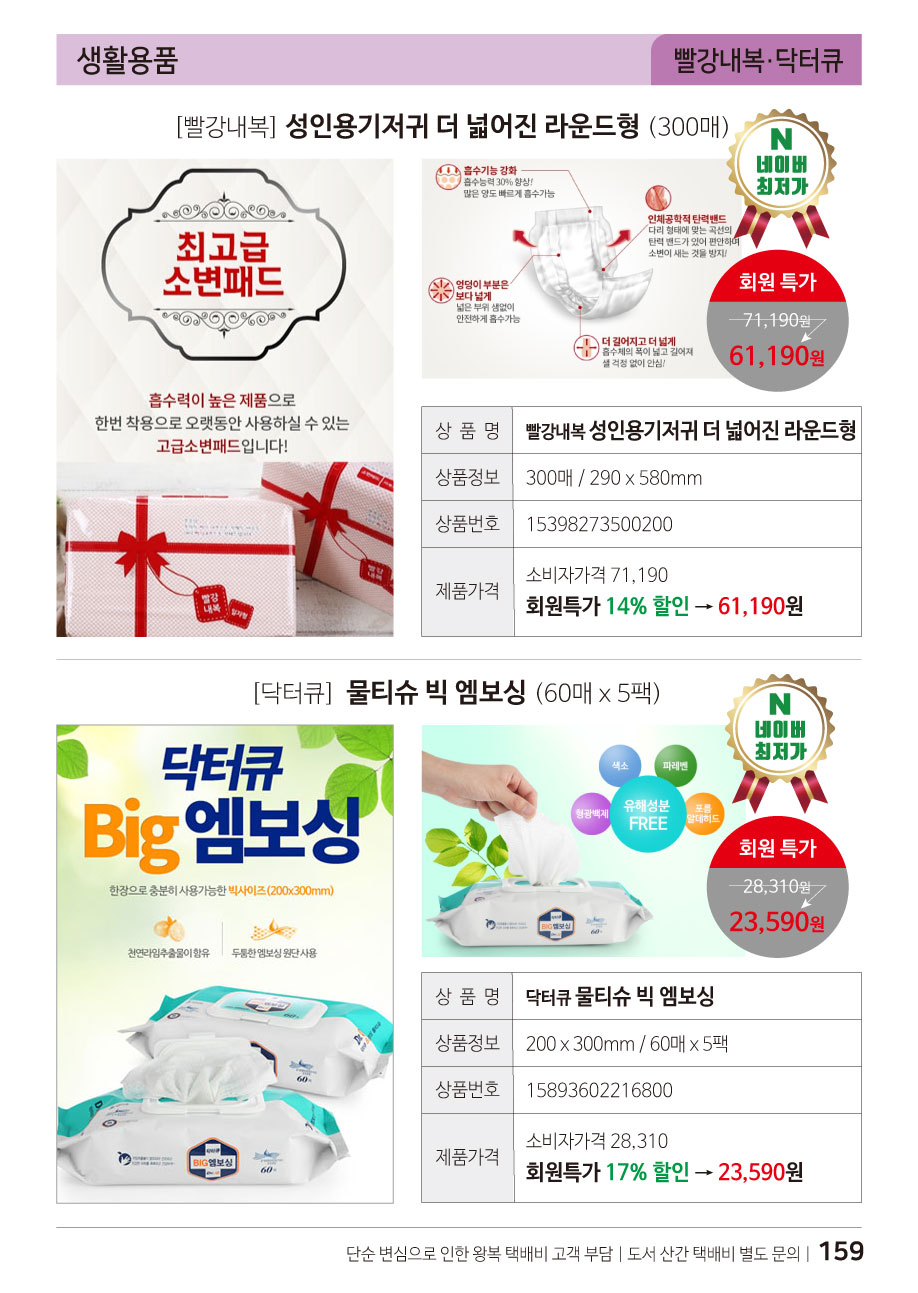 생활용품
빨강내복·닥터큐
[빨강내복] 성인용기저귀 더 넓어진 라운드형 (300매)
N
네이버
최저가
최고급
소변패드
흡수력이 높은 제품으로
한번 착용으로 오랫동안 사용하실 수 있는
고급소변패드입니다!
빨강
내복
일자형
흡수기능 강화
흡수능력 30% 향상!
많은 양도 빠르게 흡수가능
인체공학적 탄력밴드
다리 형태에 맞는 곡선의
탄력 밴드가 있어 편안하며
소변이 새는 것을 방지!
엉덩이 부분은
보다 넓게
넓은 부위 샘없이
안전하게 흡수가능
더 길어지고 더 넓게
흡수체의 폭이 넓고 길어져
샐 걱정 없이 안심!
회원 특가
71,190원
61,190원
상 품 명 빨강내복 성인용기저귀 더 넓어진 라운드형
상품정보 300매 / 290 x 580mm
상품번호 15398273500200
제품가격 소비자가격 71,190
회원특가 14% 할인 → 61,190원
[닥터큐] 물티슈 빅 엠보싱 (60매 x 5팩)
N
네이버
최저가
닥터큐
Big 엠보싱
한장으로 충분히 사용가능한 빅사이즈 (200x300mm)
천연라임추출물이 함유
두툼한 엠보싱 원단 사용
닥터큐
BIG엠보싱
60매
색소
파레벤
형광백제
유해성분
FREE
포름
알데히드
BIG엠보싱
60매
회원 특가
28,310원
23,590원
상 품 명 닥터큐 물티슈 빅 엠보싱
상품정보 200 x 300mm / 60매 x 5팩
상품번호 15893602216800
제품가격 소비자가격 28,310
회원특가 17% 할인 → 23,590원
단순 변심으로 인한 왕복 택배비 고객 부담 | 도서 산간 택배비 별도 문의 | 159